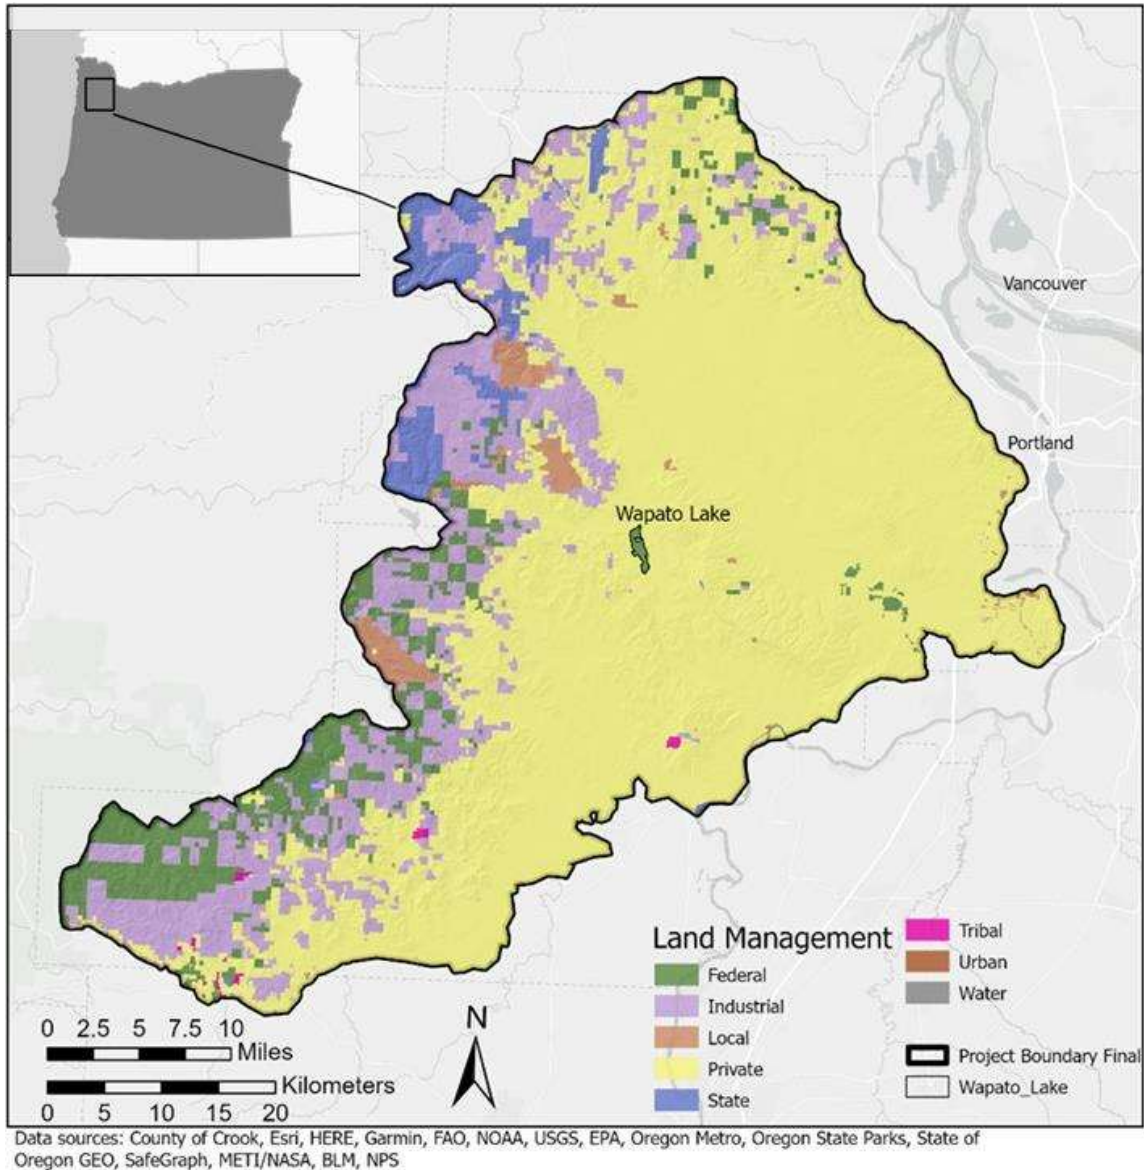 Vancouver
Portland
Wapato Lake
Land Management
Federal
Industrial
Local
Private
State
Tribal
Urban
Water
Project Boundary Final
Wapato_Lake
0 2.5 5 7.5 10
Miles
Kilometers
0 5 10 15 20
N
Data sources: County of Crook, Esri, HERE, Garmin, FAO, NOAA, USGS, EPA, Oregon Metro, Oregon State Parks, State of
Oregon GEO, SafeGraph, METI/NASA, BLM, NPS